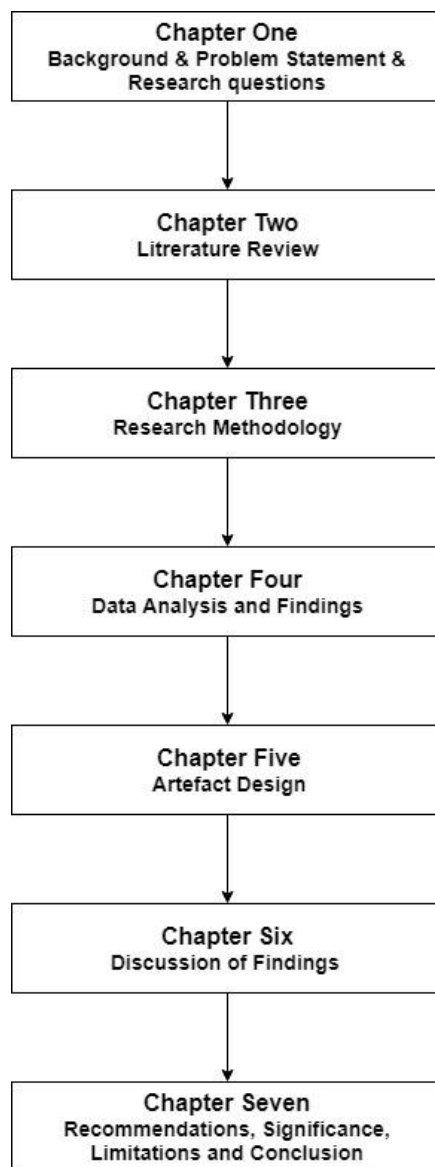 Chapter One
Background & Problem Statement &
Research questions
Chapter Two
Litrerature Review
Chapter Three
Research Methodology
Chapter Four
Data Analysis and Findings
Chapter Five
Artefact Design
Chapter Six
Discussion of Findings
Chapter Seven
Recommendations, Significance,
Limitations and Conclusion